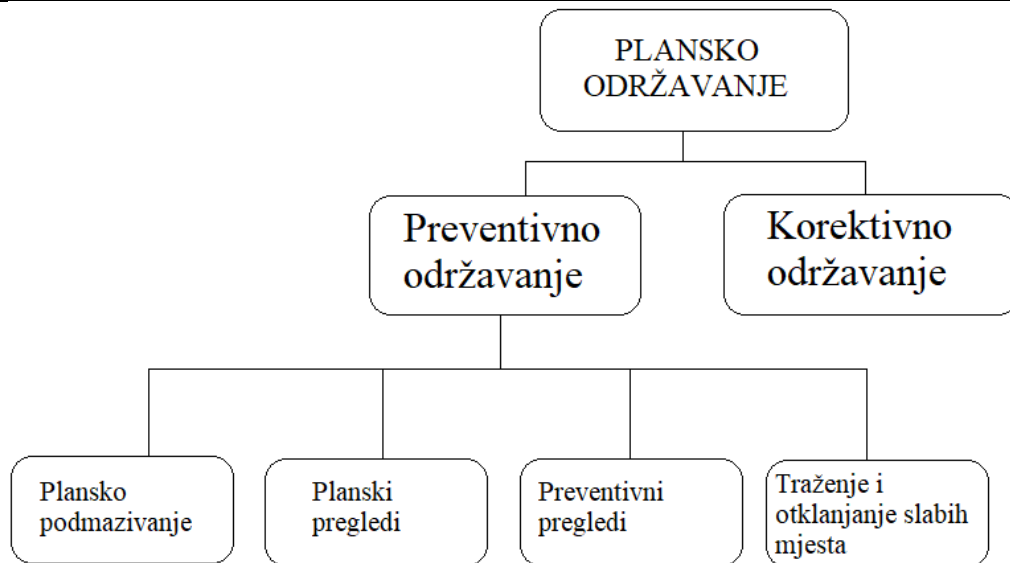 PLANSKO
ODRŽAVANJE
Preventivno
održavanje
Korektivno
održavanje
Plansko
podmazivanje
Planski
pregledi
Preventivni
pregledi
Traženje i
otklanjanje slabih
mjesta